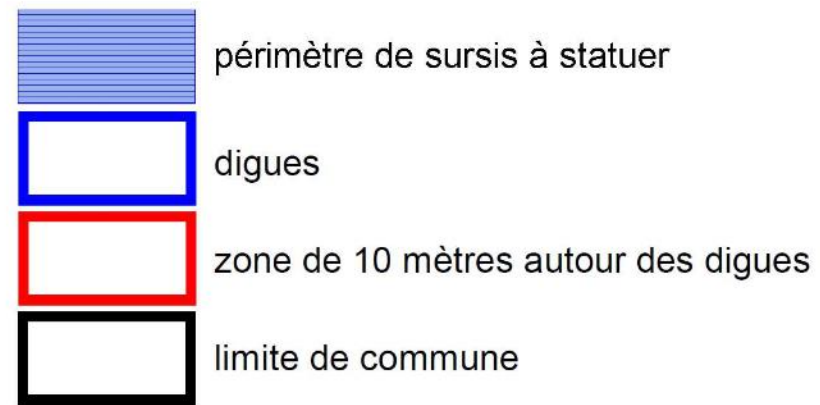 périmètre de sursis à statuer
digues
zone de 10 mètres autour des digues
limite de commune